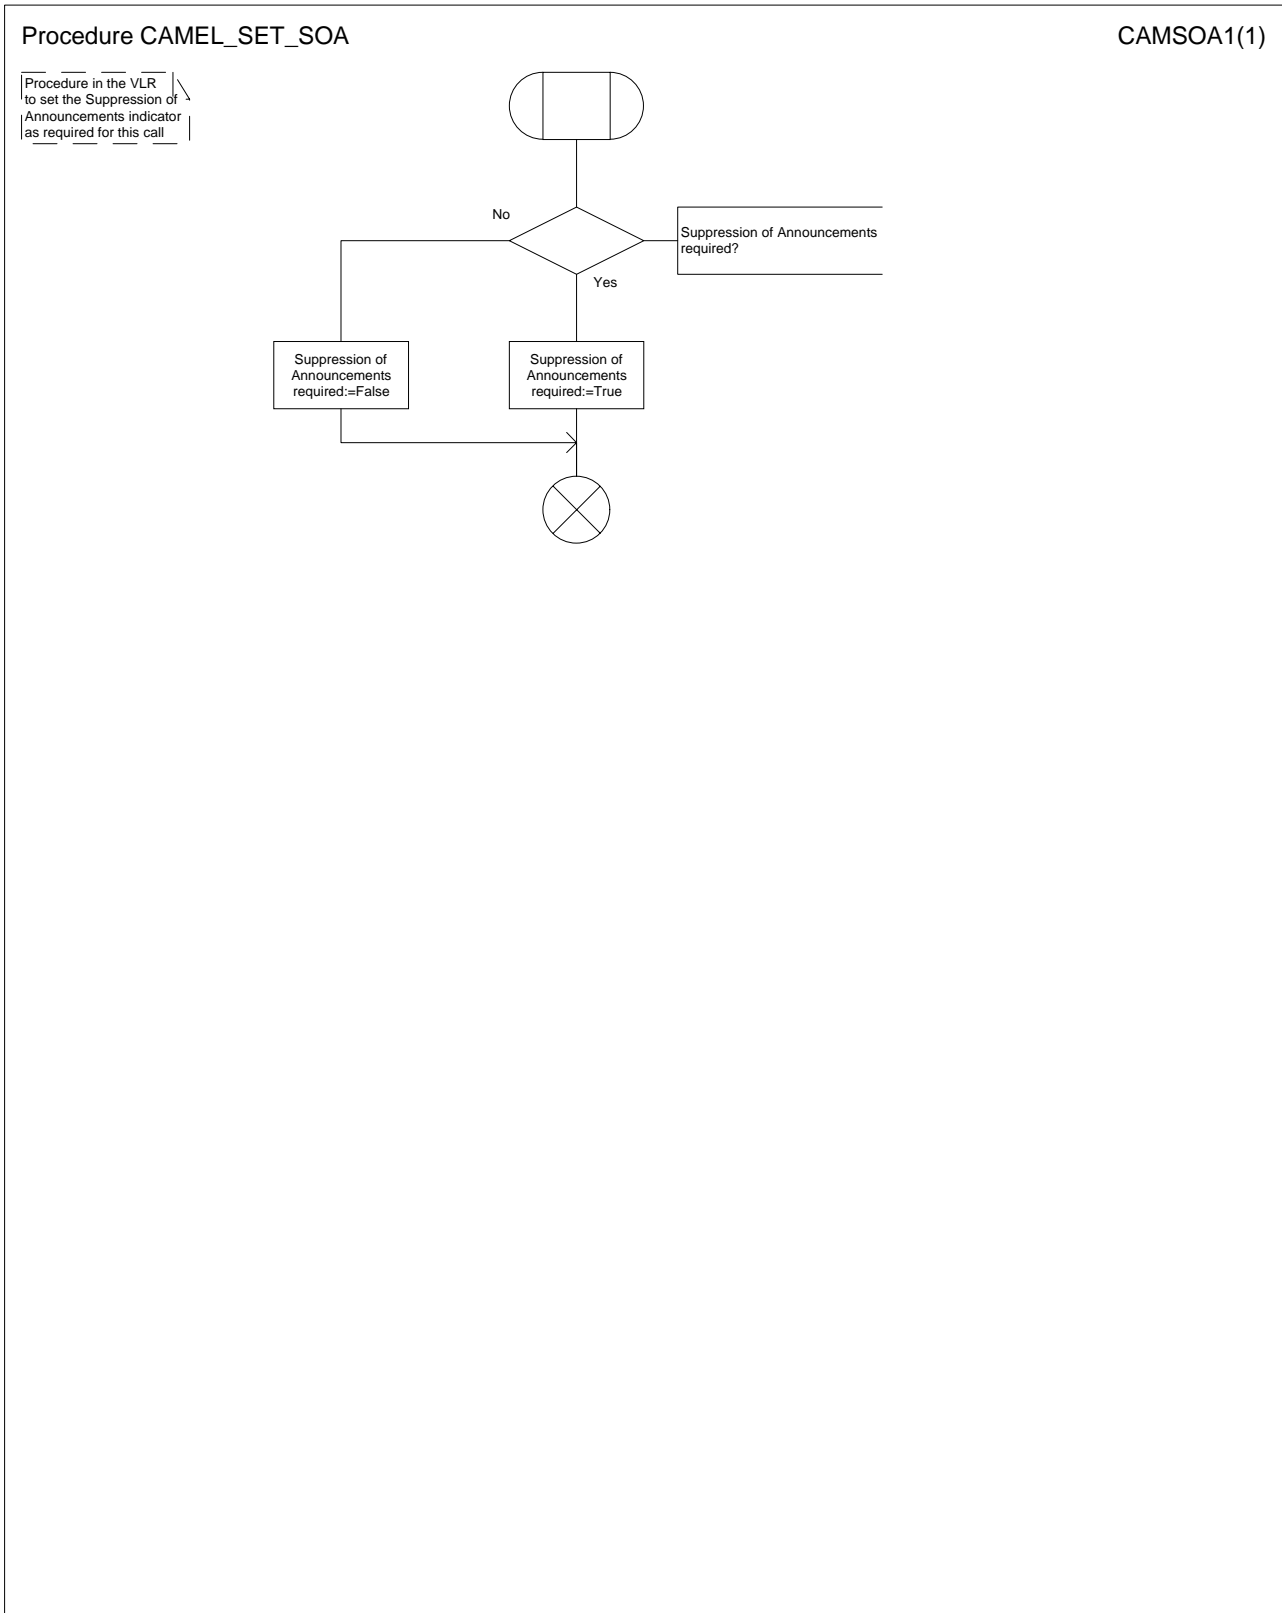 Procedure CAMEL_SET_SOA
CAMSOA1(1)
Procedure in the VLR
to set the Suppression of
Announcements indicator
as required for this call
No
Suppression of Announcements
required?
Yes
Suppression of
Announcements
required:=False
Suppression of
Announcements
required:=True